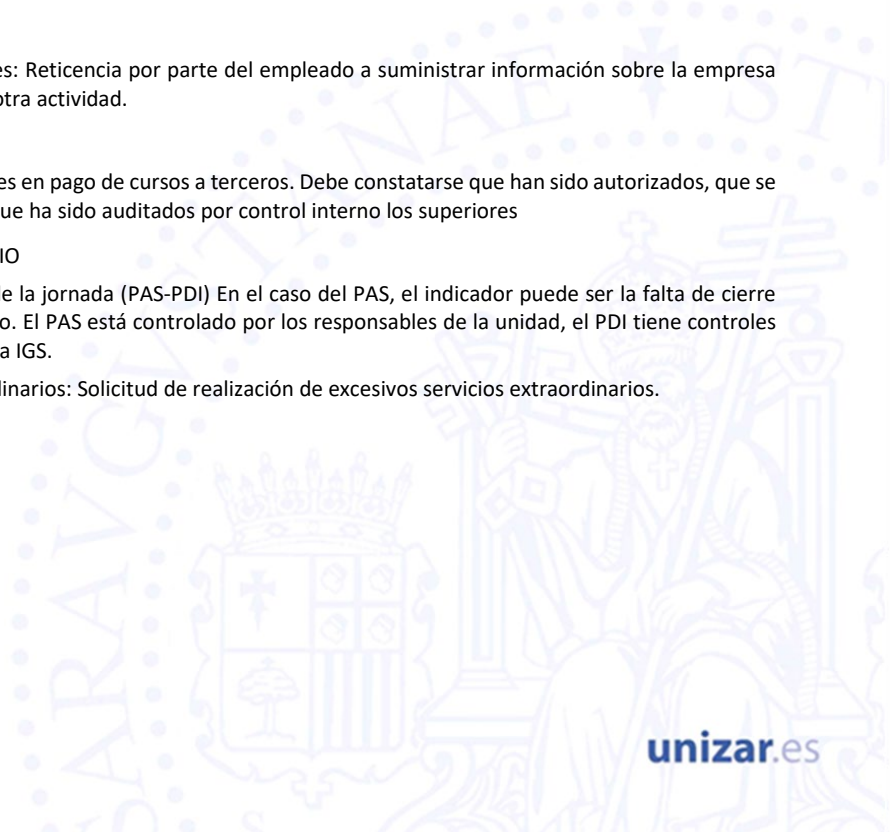 es: Reticencia por parte del empleado a suministrar información sobre la empresa
otra actividad.
es en pago de cursos a terceros. Debe constatarse que han sido autorizados, que se
ue ha sido auditados por control interno los superiores
IO
e la jornada (PAS-PDI) En el caso del PAS, el indicador puede ser la falta de cierre
o. El PAS está controlado por los responsables de la unidad, el PDI tiene controles
a IGS.
dinarios: Solicitud de realización de excesivos servicios extraordinarios.
unizar.es